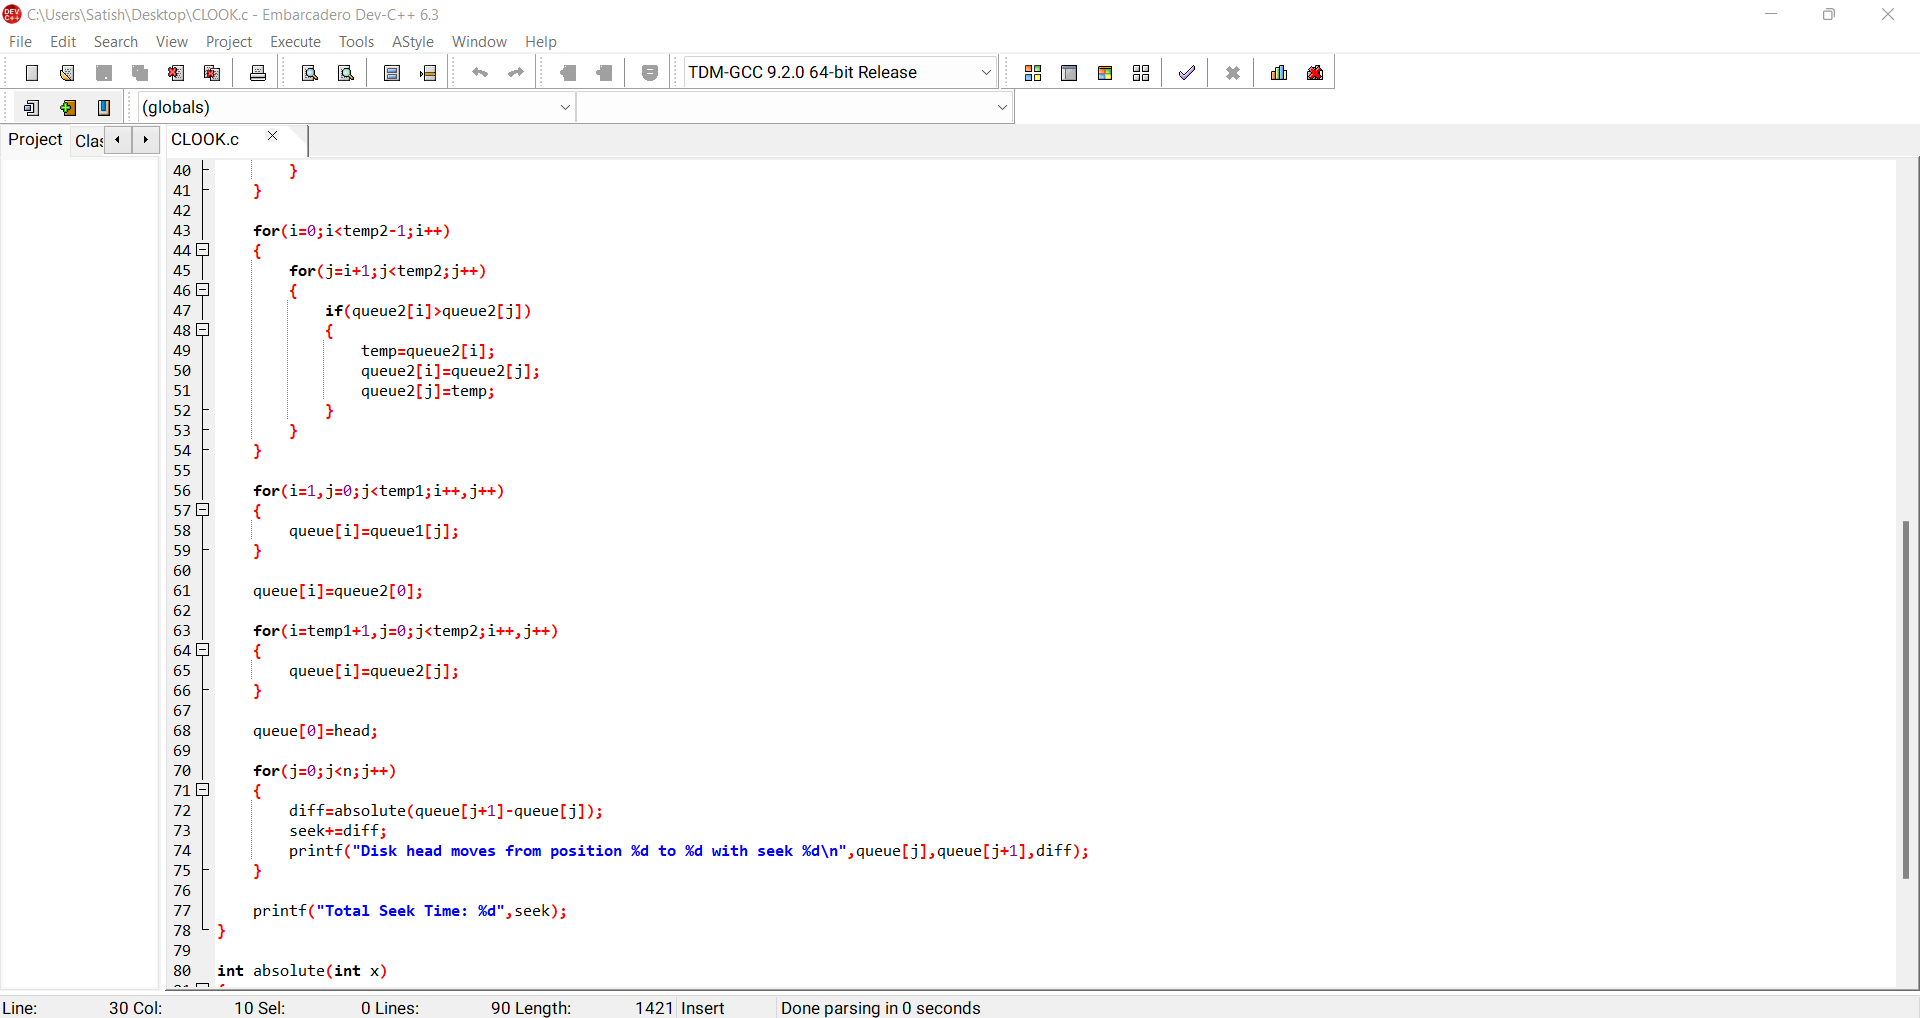 C:\Users\Satish\Desktop\CLOOK.c - Embarcadero Dev-C++ 6.3
File Edit Search View Project Execute Tools AStyle Window Help
TDM-GCC 9.2.0 64-bit Release
(globals)
Project Clas CLOOK.c
40 }
41 }
42
43 for(i=0;i<temp2-1;i++)
44 {
45 for(j=i+1;j<temp2;j++)
46 {
47 if(queue2[i]>queue2[j])
48 {
49 temp=queue2[i];
50 queue2[i]=queue2[j];
51 queue2[j]=temp;
52 }
53 }
54 }
55
56 for(i=1,j=0;j<temp1;i++,j++)
57 {
58 queue[i]=queue1[j];
59 }
60
61 queue[i]=queue2[0];
62
63 for(i=temp1+1,j=0;j<temp2;i++,j++)
64 {
65 queue[i]=queue2[j];
66 }
67
68 queue[0]=head;
69
70 for(j=0;j<n;j++)
71 {
72 diff=absolute(queue[j+1]-queue[j]);
73 seek+=diff;
74 printf("Disk head moves from position %d to %d with seek %d\n",queue[j],queue[j+1],diff);
75 }
76
77 printf("Total Seek Time: %d",seek);
78 }
79
80 int absolute(int x)
Line: 30 Col: 10 Sel: 0 Lines: 90 Length: 1421 Insert Done parsing in 0 seconds